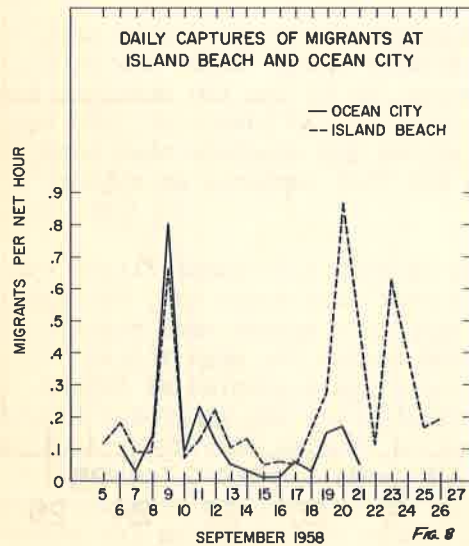 DAILY CAPTURES OF MIGRANTS AT
ISLAND BEACH AND OCEAN CITY
OCEAN CITY
ISLAND BEACH
MIGRANTS PER NET HOUR
.9
.8
.7
.6
.5
.4
.3
.2
.1
0
5 7 9 11 13 15 17 19 21 23 25 27
6 8 10 12 14 16 18 20 22 24 26
SEPTEMBER 1958
FIG. 8